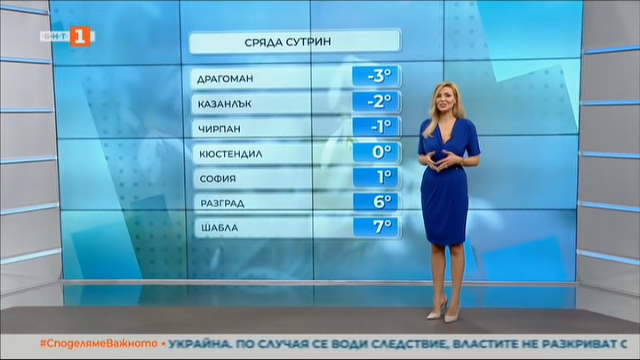 БНТ 1
СРЯДА СУТРИН
ДРАГОМАН -3°
КАЗАНЛЪК -2°
ЧИРПАН -1°
КЮСТЕНДИЛ 0°
СОФИЯ 1°
РАЗГРАД 6°
ШАБЛА 7°
#СподелямеВажното • УКРАЙНА. ПО СЛУЧАЯ СЕ ВОДИ СЛЕДСТВИЕ, ВЛАСТИТЕ НЕ РАЗКРИВАТ